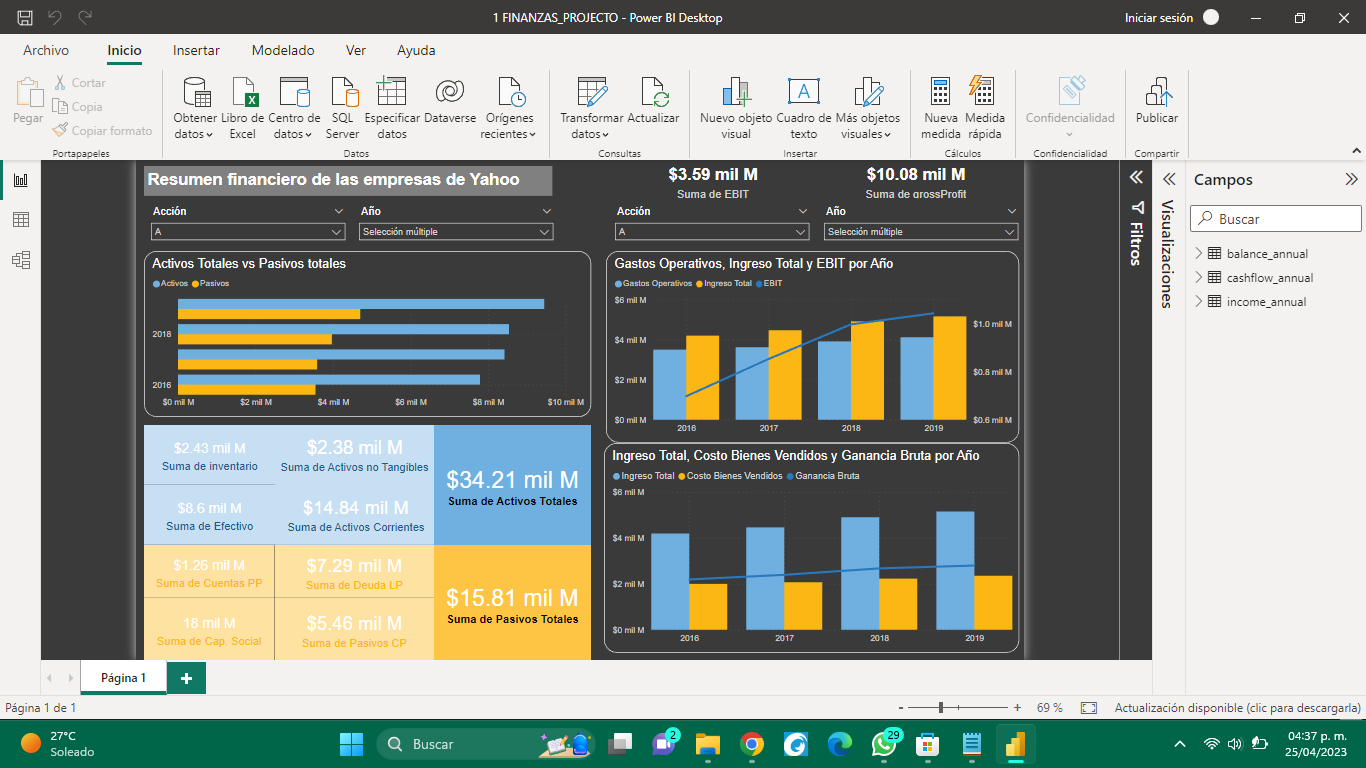 1 FINANZAS_PROJECTO - Power BI Desktop
Iniciar sesión
Archivo Inicio Insertar Modelado Ver Ayuda
Pegar
Cortar
Copia
Copiar formato
Portapapeles
Obtener datos
Libro de Excel
Centro de datos
SQL Server
Especificar datos
Dataverse
Orígenes recientes
Datos
Transformar datos
Actualizar
Consultas
Nuevo objeto visual
Cuadro de texto
Más objetos visuales
Insertar
Nueva medida
Medida rápida
Cálculos
Confidencialidad
Confidencialidad
Publicar
Compartir
Resumen financiero de las empresas de Yahoo
$3.59 mil M
Suma de EBIT
$10.08 mil M
Suma de grossProfit
Acción
A
Año
Selección múltiple
Acción
A
Año
Selección múltiple
Activos Totales vs Pasivos totales
Activos Pasivos
2018
2016
$0 mil M $2 mil M $4 mil M $6 mil M $8 mil M $10 mil M
Gastos Operativos, Ingreso Total y EBIT por Año
Gastos Operativos Ingreso Total EBIT
$6 mil M
$4 mil M
$2 mil M
$0 mil M
$1.0 mil M
$0.8 mil M
$0.6 mil M
2016 2017 2018 2019
$2.43 mil M
Suma de inventario
$2.38 mil M
Suma de Activos no Tangibles
$34.21 mil M
Suma de Activos Totales
$8.6 mil M
Suma de Efectivo
$14.84 mil M
Suma de Activos Corrientes
$1.26 mil M
Suma de Cuentas PP
$7.29 mil M
Suma de Deuda LP
$15.81 mil M
Suma de Pasivos Totales
18 mil M
Suma de Cap. Social
$5.46 mil M
Suma de Pasivos CP
Ingreso Total, Costo Bienes Vendidos y Ganancia Bruta por Año
Ingreso Total Costo Bienes Vendidos Ganancia Bruta
$6 mil M
$4 mil M
$2 mil M
$0 mil M
2016 2017 2018 2019
Filtros
Visualizaciones
Campos
Buscar
balance_annual
cashflow_annual
income_annual
Página 1
Página 1 de 1
- + 69 %
Actualización disponible (clic para descargarla)
27°C
Soleado
Buscar
2
29
04:37 p. m.
25/04/2023